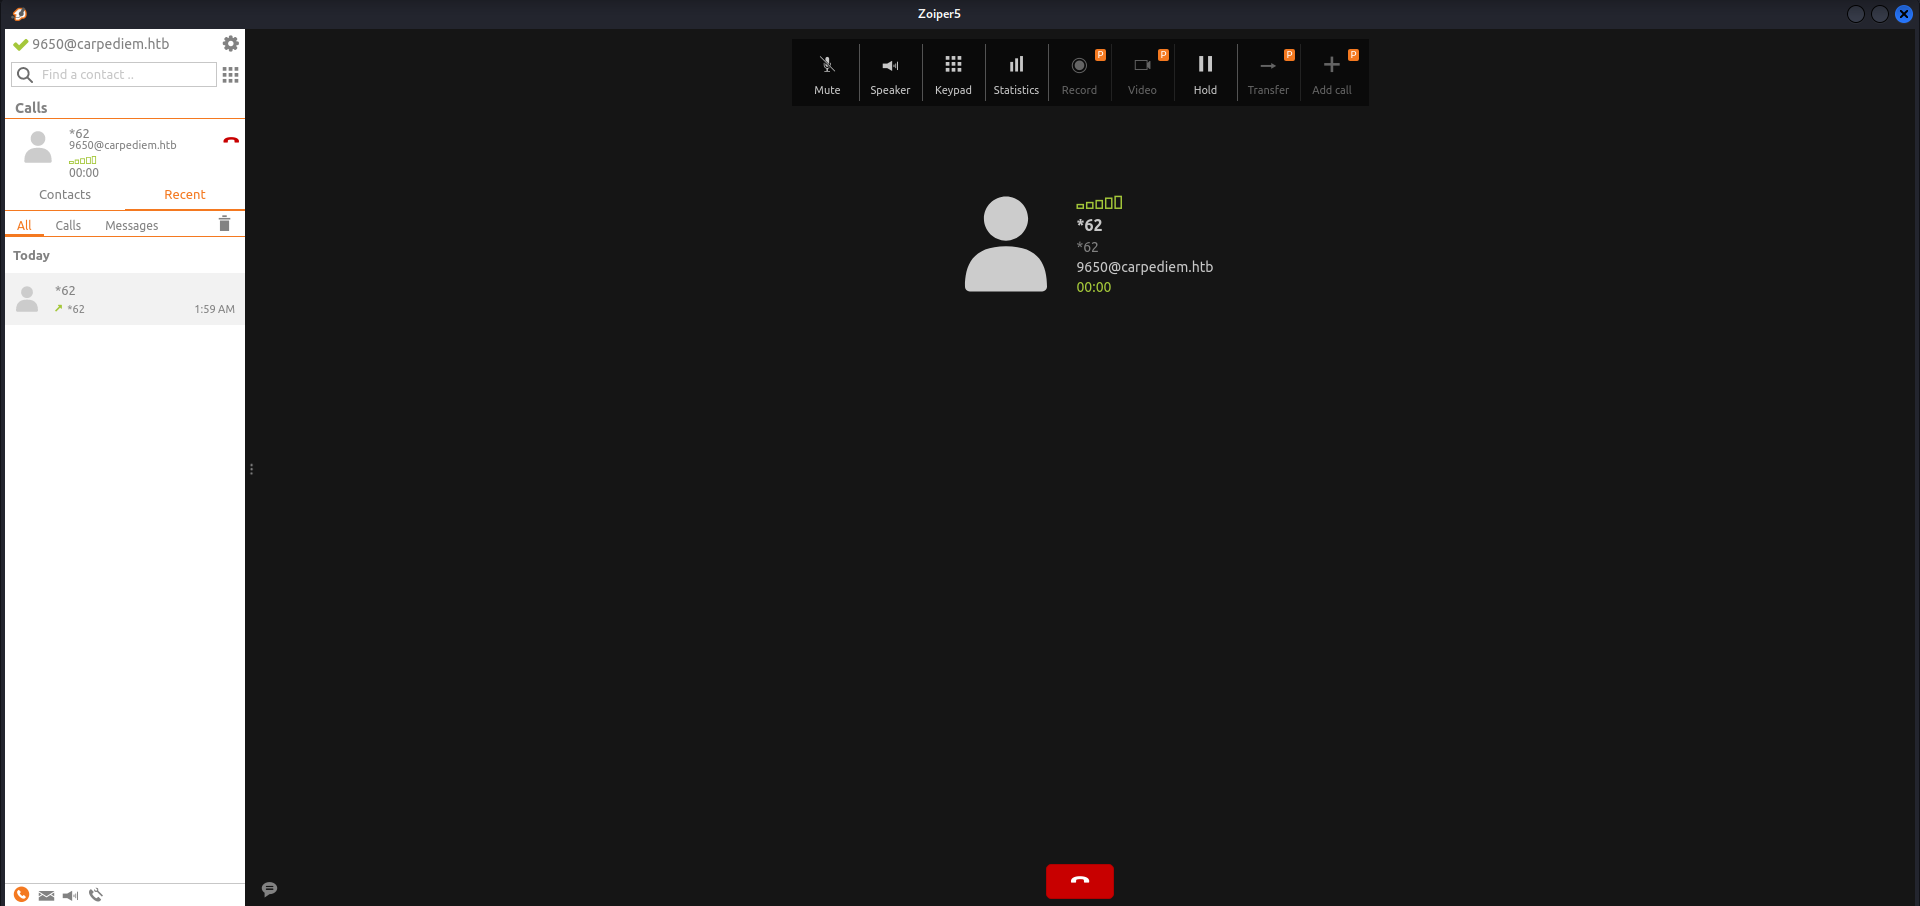 Zoiper5
9650@carpediem.htb
Find a contact ..
Calls
*62
9650@carpediem.htb
00:00
Contacts Recent
All Calls Messages
Today
*62
*62 1:59 AM
Mute Speaker Keypad Statistics Record Video Hold Transfer Add call
P P P P
*62
*62
9650@carpediem.htb
00:00